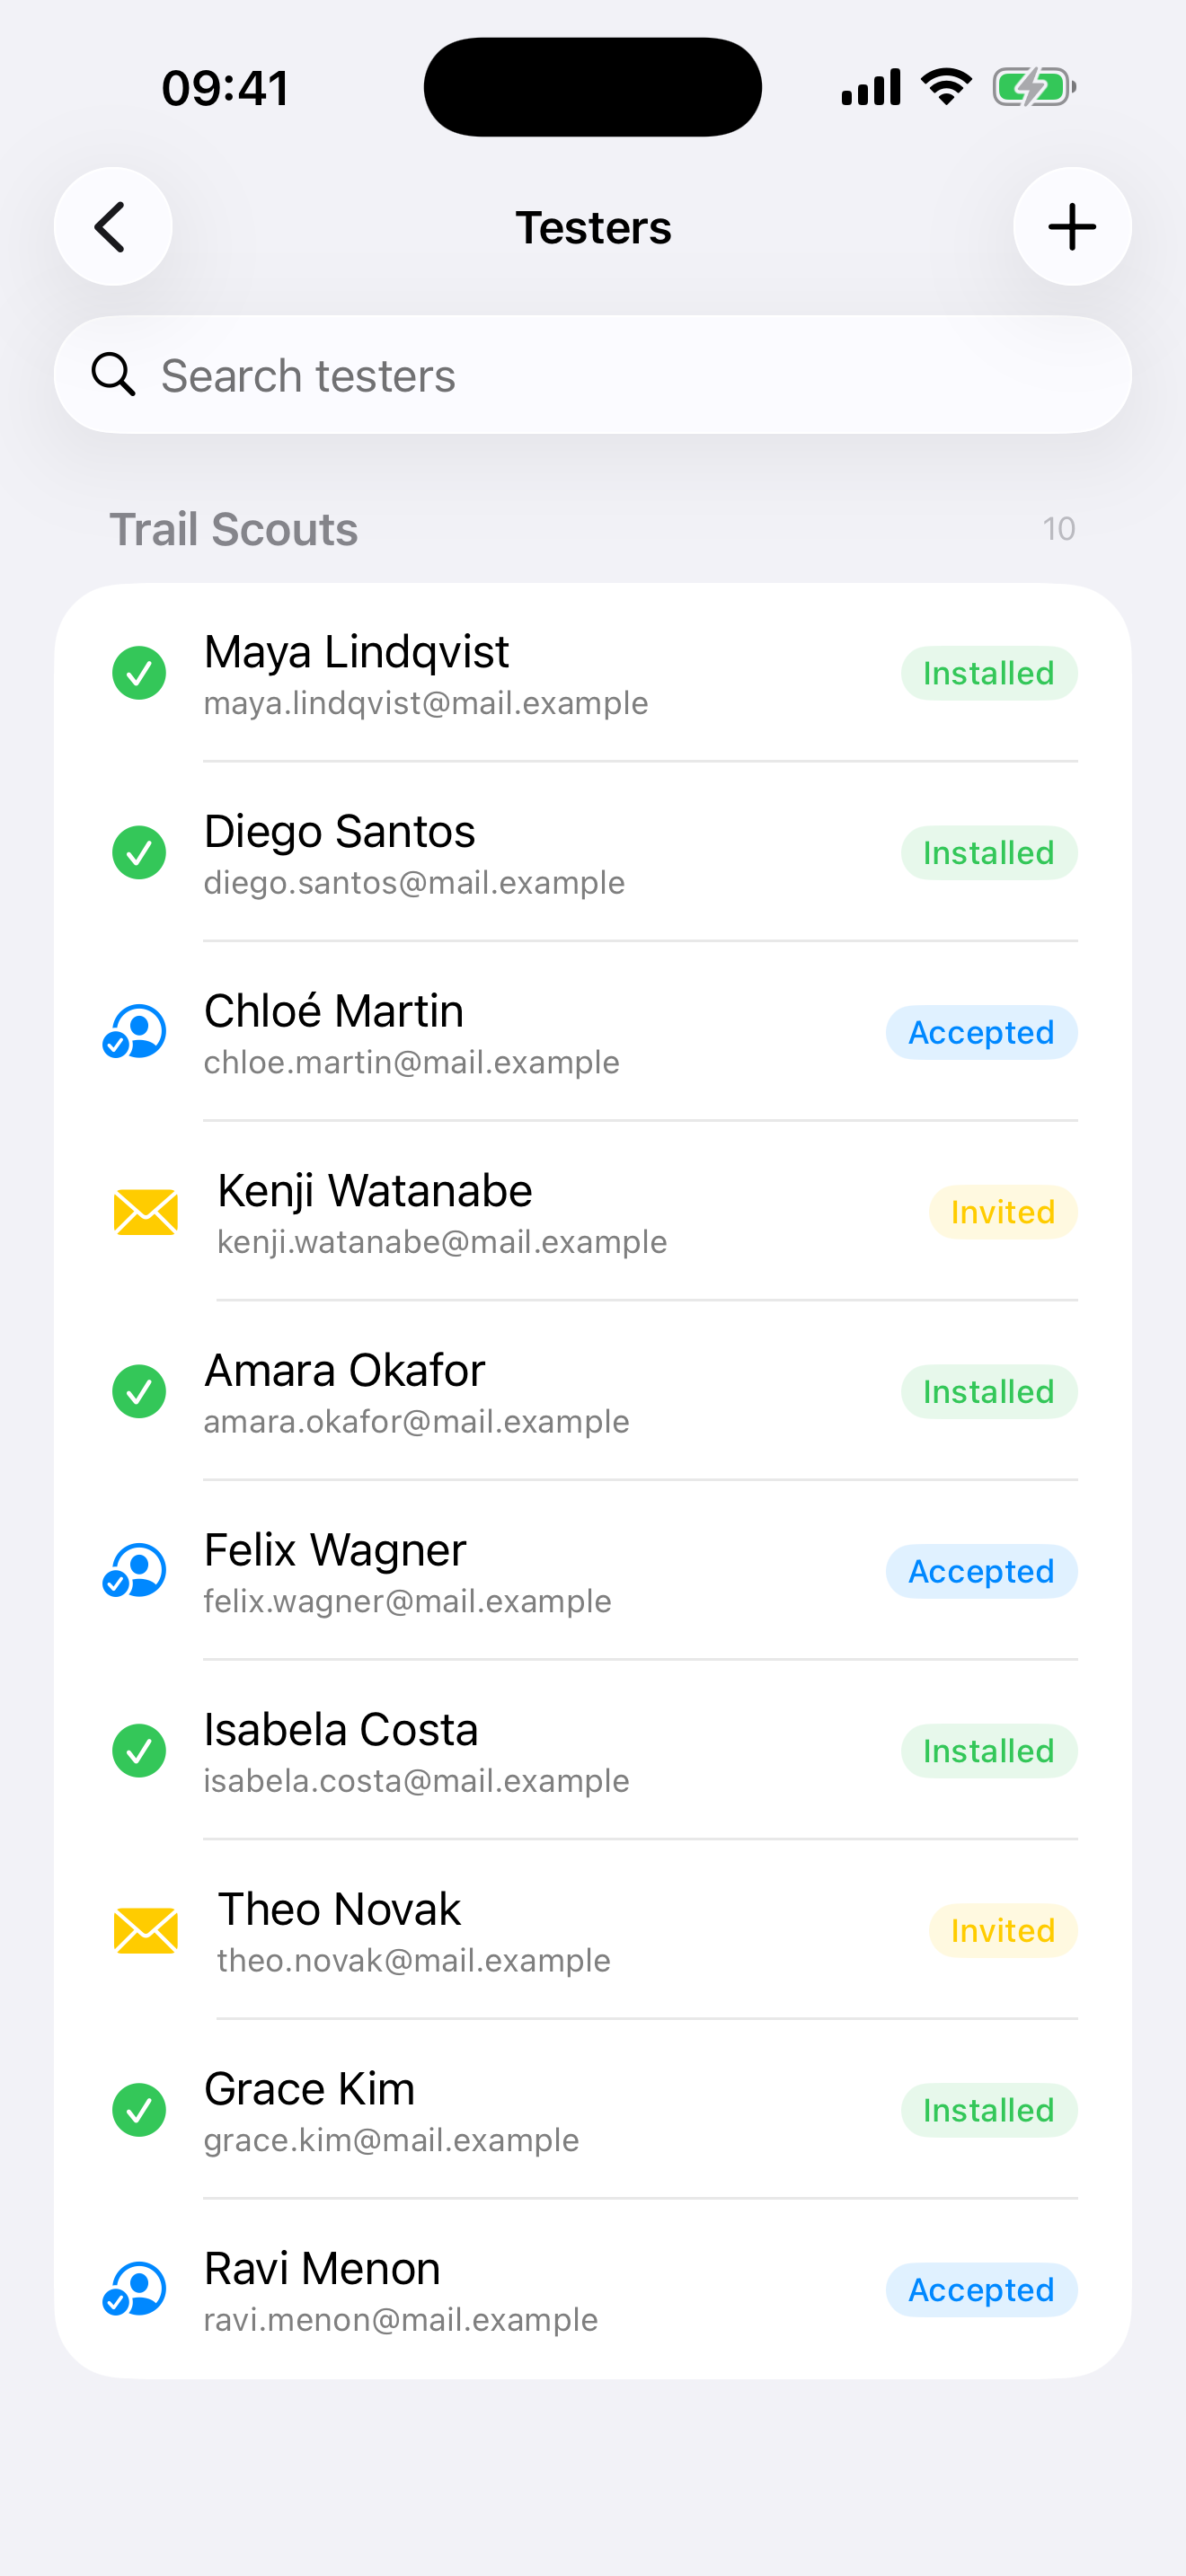 09:41
Testers
Search testers
Trail Scouts 10
Maya Lindqvist
maya.lindqvist@mail.example
Installed
Diego Santos
diego.santos@mail.example
Installed
Chloé Martin
chloe.martin@mail.example
Accepted
Kenji Watanabe
kenji.watanabe@mail.example
Invited
Amara Okafor
amara.okafor@mail.example
Installed
Felix Wagner
felix.wagner@mail.example
Accepted
Isabela Costa
isabela.costa@mail.example
Installed
Theo Novak
theo.novak@mail.example
Invited
Grace Kim
grace.kim@mail.example
Installed
Ravi Menon
ravi.menon@mail.example
Accepted